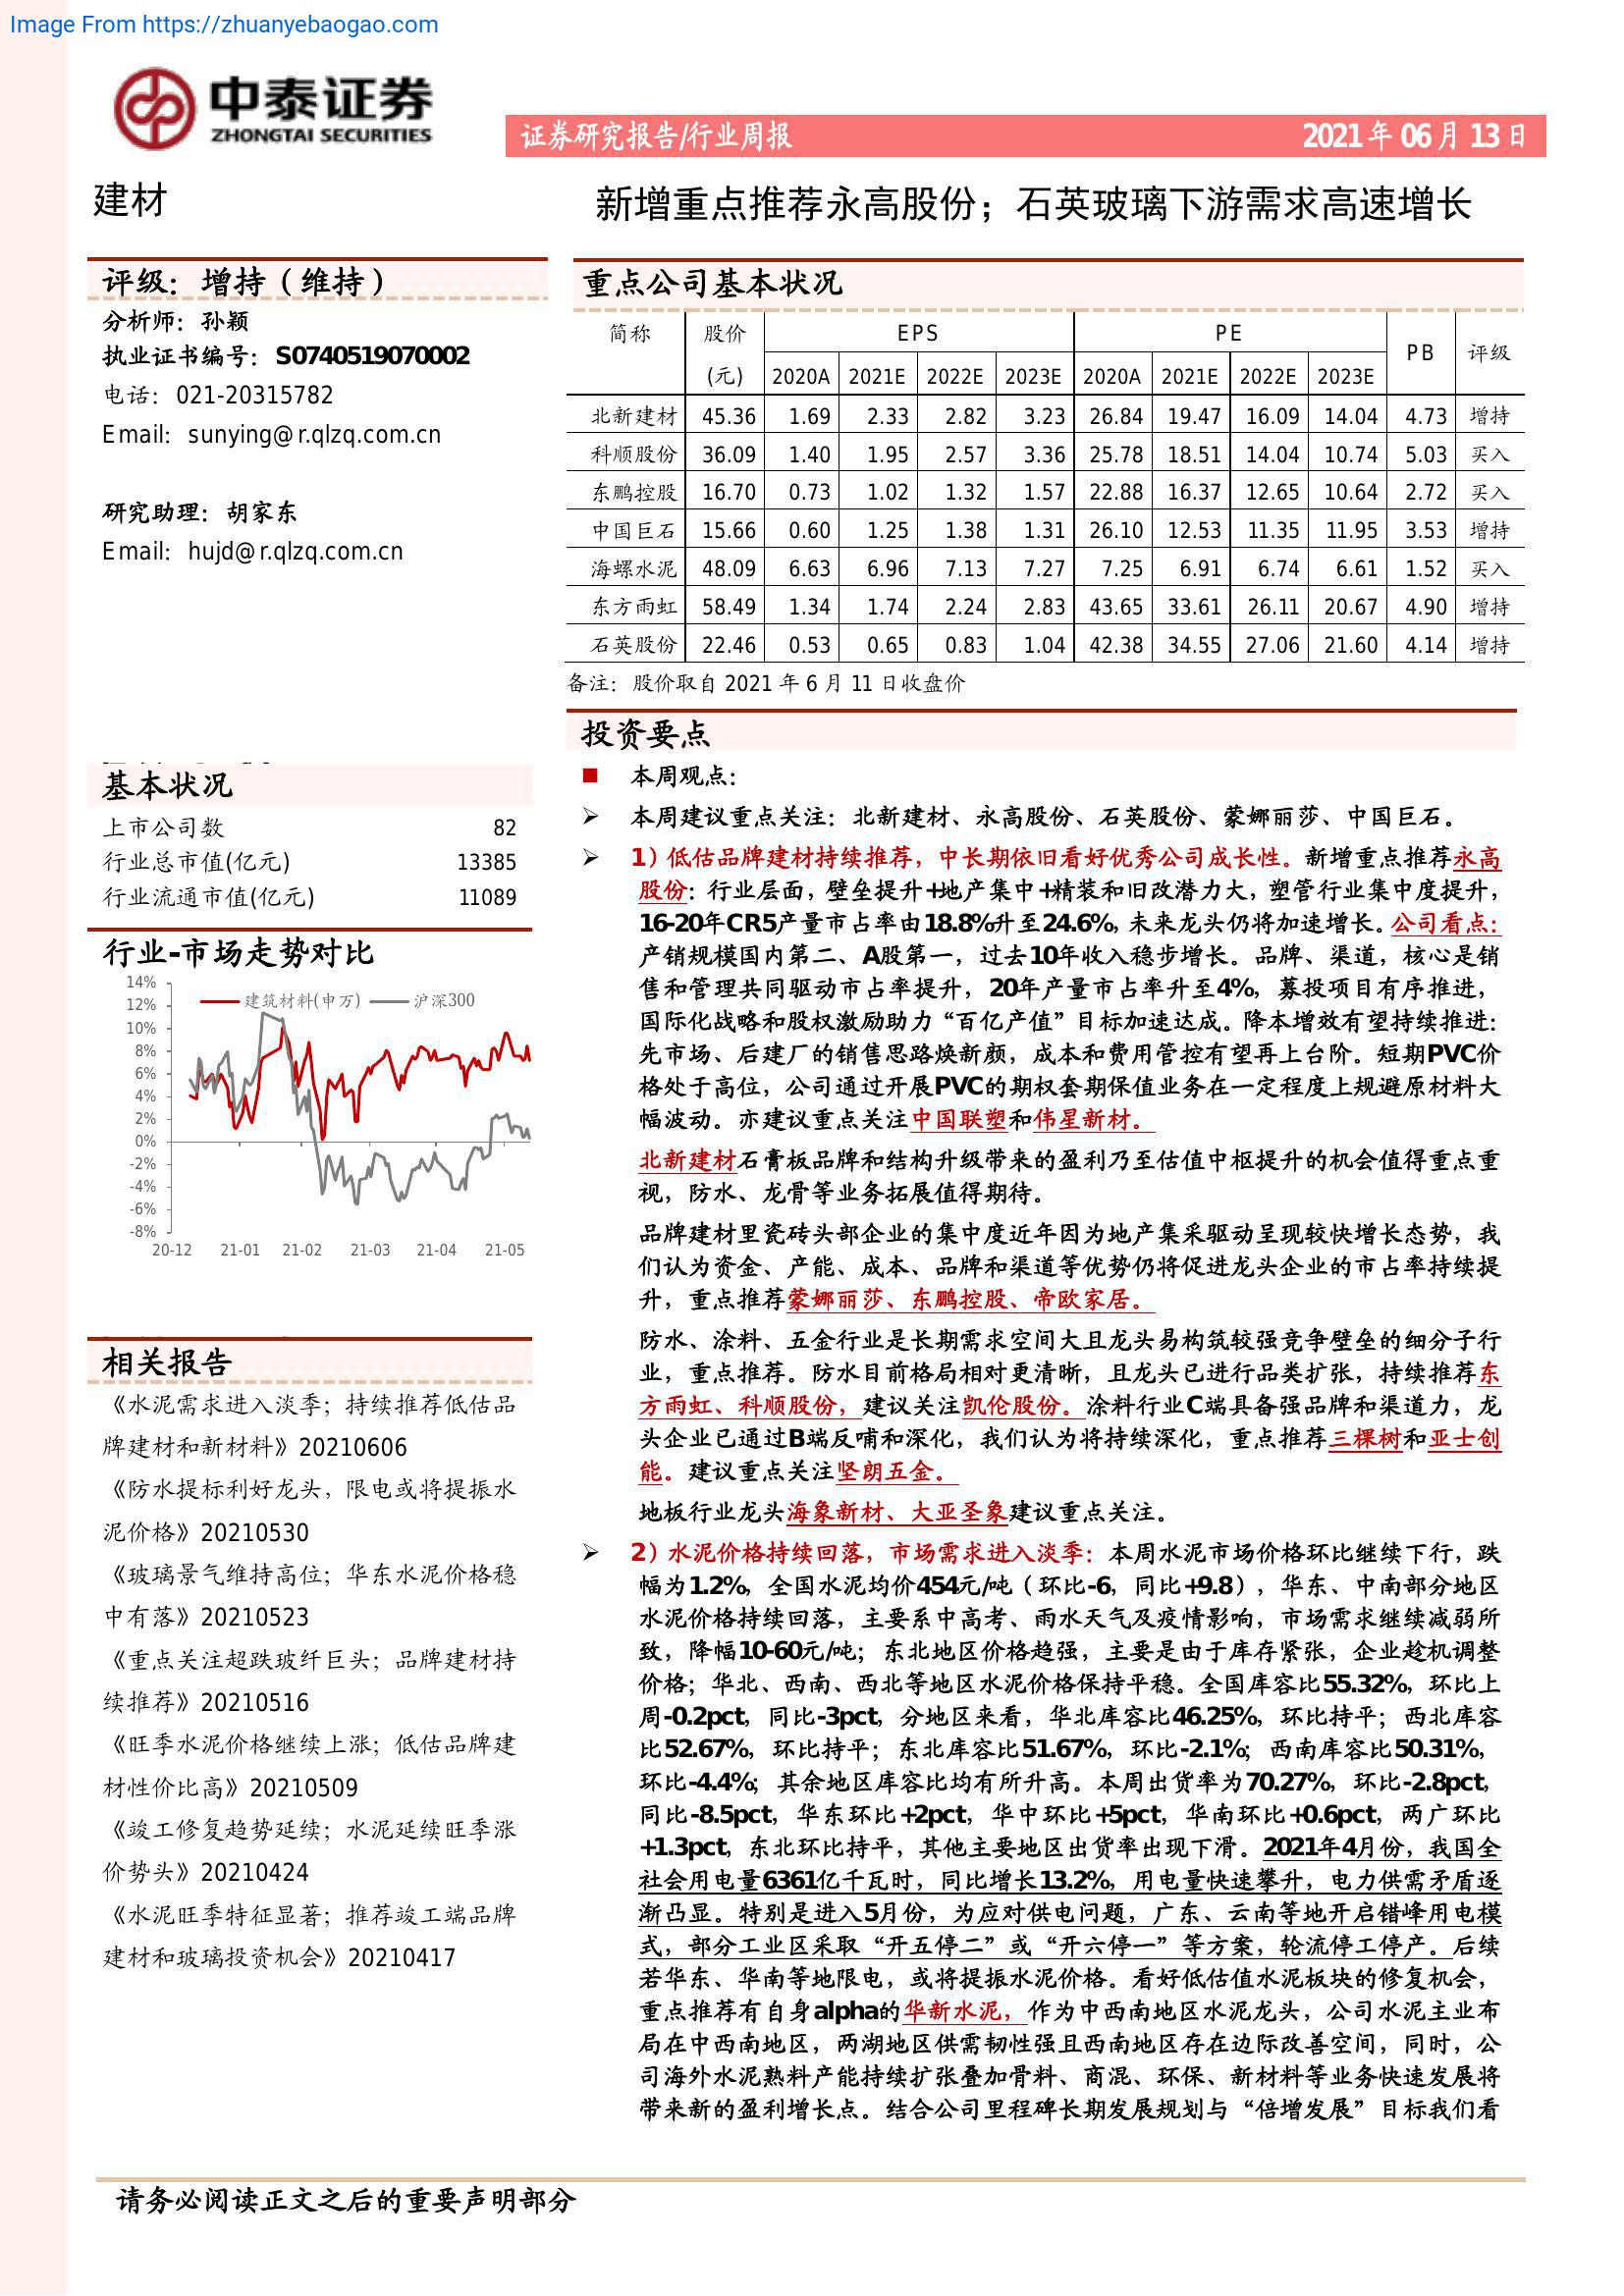 Image From https://zhuanyebaogao.com
中泰证券
ZHONGTAI SECURITIES
证券研究报告/行业周报 2021年06月13日
建材
新增重点推荐永高股份；石英玻璃下游需求高速增长
评级：增持（维持）
分析师：孙颖
执业证书编号：S0740519070002
电话：021-20315782
Email：sunying@r.qlzq.com.cn
研究助理：胡家东
Email：hujd@r.qlzq.com.cn
基本状况
上市公司数 82
行业总市值(亿元) 13385
行业流通市值(亿元) 11089
行业-市场走势对比
建筑材料(申万) 沪深300
14%
12%
10%
8%
6%
4%
2%
0%
-2%
-4%
-6%
-8%
20-12 21-01 21-02 21-03 21-04 21-05
相关报告
《水泥需求进入淡季；持续推荐低估品
牌建材和新材料》20210606
《防水提标利好龙头，限电或将提振水
泥价格》20210530
《玻璃景气维持高位；华东水泥价格稳
中有落》20210523
《重点关注超跌玻纤巨头；品牌建材持
续推荐》20210516
《旺季水泥价格继续上涨；低估品牌建
材性价比高》20210509
《竣工修复趋势延续；水泥延续旺季涨
价势头》20210424
《水泥旺季特征显著；推荐竣工端品牌
建材和玻璃投资机会》20210417
重点公司基本状况
简称 股价 EPS PE PB 评级
(元) 2020A 2021E 2022E 2023E 2020A 2021E 2022E 2023E
北新建材 45.36 1.69 2.33 2.82 3.23 26.84 19.47 16.09 14.04 4.73 增持
科顺股份 36.09 1.40 1.95 2.57 3.36 25.78 18.51 14.04 10.74 5.03 买入
东鹏控股 16.70 0.73 1.02 1.32 1.57 22.88 16.37 12.65 10.64 2.72 买入
中国巨石 15.66 0.60 1.25 1.38 1.31 26.10 12.53 11.35 11.95 3.53 增持
海螺水泥 48.09 6.63 6.96 7.13 7.27 7.25 6.91 6.74 6.61 1.52 买入
东方雨虹 58.49 1.34 1.74 2.24 2.83 43.65 33.61 26.11 20.67 4.90 增持
石英股份 22.46 0.53 0.65 0.83 1.04 42.38 34.55 27.06 21.60 4.14 增持
备注：股价取自 2021 年 6 月 11 日收盘价
投资要点
本周观点：
本周建议重点关注：北新建材、永高股份、石英股份、蒙娜丽莎、中国巨石。
1）低估品牌建材持续推荐，中长期依旧看好优秀公司成长性。新增重点推荐永高
股份：行业层面，壁垒提升+地产集中+精装和旧改潜力大，塑管行业集中度提升，
16-20年CR5产量市占率由18.8%升至24.6%，未来龙头仍将加速增长。公司看点：
产销规模国内第二、A股第一，过去10年收入稳步增长。品牌、渠道，核心是销
售和管理共同驱动市占率提升，20年产量市占率升至4%，募投项目有序推进，
国际化战略和股权激励助力“百亿产值”目标加速达成。降本增效有望持续推进：
先市场、后建厂的销售思路焕新颜，成本和费用管控有望再上台阶。短期PVC价
格处于高位，公司通过开展PVC的期权套期保值业务在一定程度上规避原材料大
幅波动。亦建议重点关注中国联塑和伟星新材。
北新建材石膏板品牌和结构升级带来的盈利乃至估值中枢提升的机会值得重点重
视，防水、龙骨等业务拓展值得期待。
品牌建材里瓷砖头部企业的集中度近年因为地产集采驱动呈现较快增长态势，我
们认为资金、产能、成本、品牌和渠道等优势仍将促进龙头企业的市占率持续提
升，重点推荐蒙娜丽莎、东鹏控股、帝欧家居。
防水、涂料、五金行业是长期需求空间大且龙头易构筑较强竞争壁垒的细分子行
业，重点推荐。防水目前格局相对更清晰，且龙头已进行品类扩张，持续推荐东
方雨虹、科顺股份，建议关注凯伦股份。涂料行业C端具备强品牌和渠道力，龙
头企业已通过B端反哺和深化，我们认为将持续深化，重点推荐三棵树和亚士创
能。建议重点关注坚朗五金。
地板行业龙头海象新材、大亚圣象建议重点关注。
2）水泥价格持续回落，市场需求进入淡季：本周水泥市场价格环比继续下行，跌
幅为1.2%，全国水泥均价454元/吨（环比-6，同比+9.8），华东、中南部分地区
水泥价格持续回落，主要系中高考、雨水天气及疫情影响，市场需求继续减弱所
致，降幅10-60元/吨；东北地区价格趋强，主要是由于库存紧张，企业趁机调整
价格；华北、西南、西北等地区水泥价格保持平稳。全国库容比55.32%，环比上
周-0.2pct，同比-3pct，分地区来看，华北库容比46.25%，环比持平；西北库容
比52.67%，环比持平；东北库容比51.67%，环比-2.1%；西南库容比50.31%，
环比-4.4%；其余地区库容比均有所升高。本周出货率为70.27%，环比-2.8pct，
同比-8.5pct，华东环比+2pct，华中环比+5pct，华南环比+0.6pct，两广环比
+1.3pct，东北环比持平，其他主要地区出货率出现下滑。2021年4月份，我国全
社会用电量6361亿千瓦时，同比增长13.2%，用电量快速攀升，电力供需矛盾逐
渐凸显。特别是进入5月份，为应对供电问题，广东、云南等地开启错峰用电模
式，部分工业区采取“开五停二”或“开六停一”等方案，轮流停工停产。后续
若华东、华南等地限电，或将提振水泥价格。看好低估值水泥板块的修复机会，
重点推荐有自身alpha的华新水泥，作为中西南地区水泥龙头，公司水泥主业布
局在中西南地区，两湖地区供需韧性强且西南地区存在边际改善空间，同时，公
司海外水泥熟料产能持续扩张叠加骨料、商混、环保、新材料等业务快速发展将
带来新的盈利增长点。结合公司里程碑长期发展规划与“倍增发展”目标我们看
请务必阅读正文之后的重要声明部分